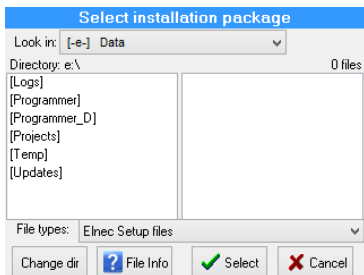 Select installation package
Look in: [-e-] Data
Directory: e:\ 0 files
[Logs]
[Programmer]
[Programmer_D]
[Projects]
[Temp]
[Updates]
File types: Elnec Setup files
Change dir ? File Info Select Cancel